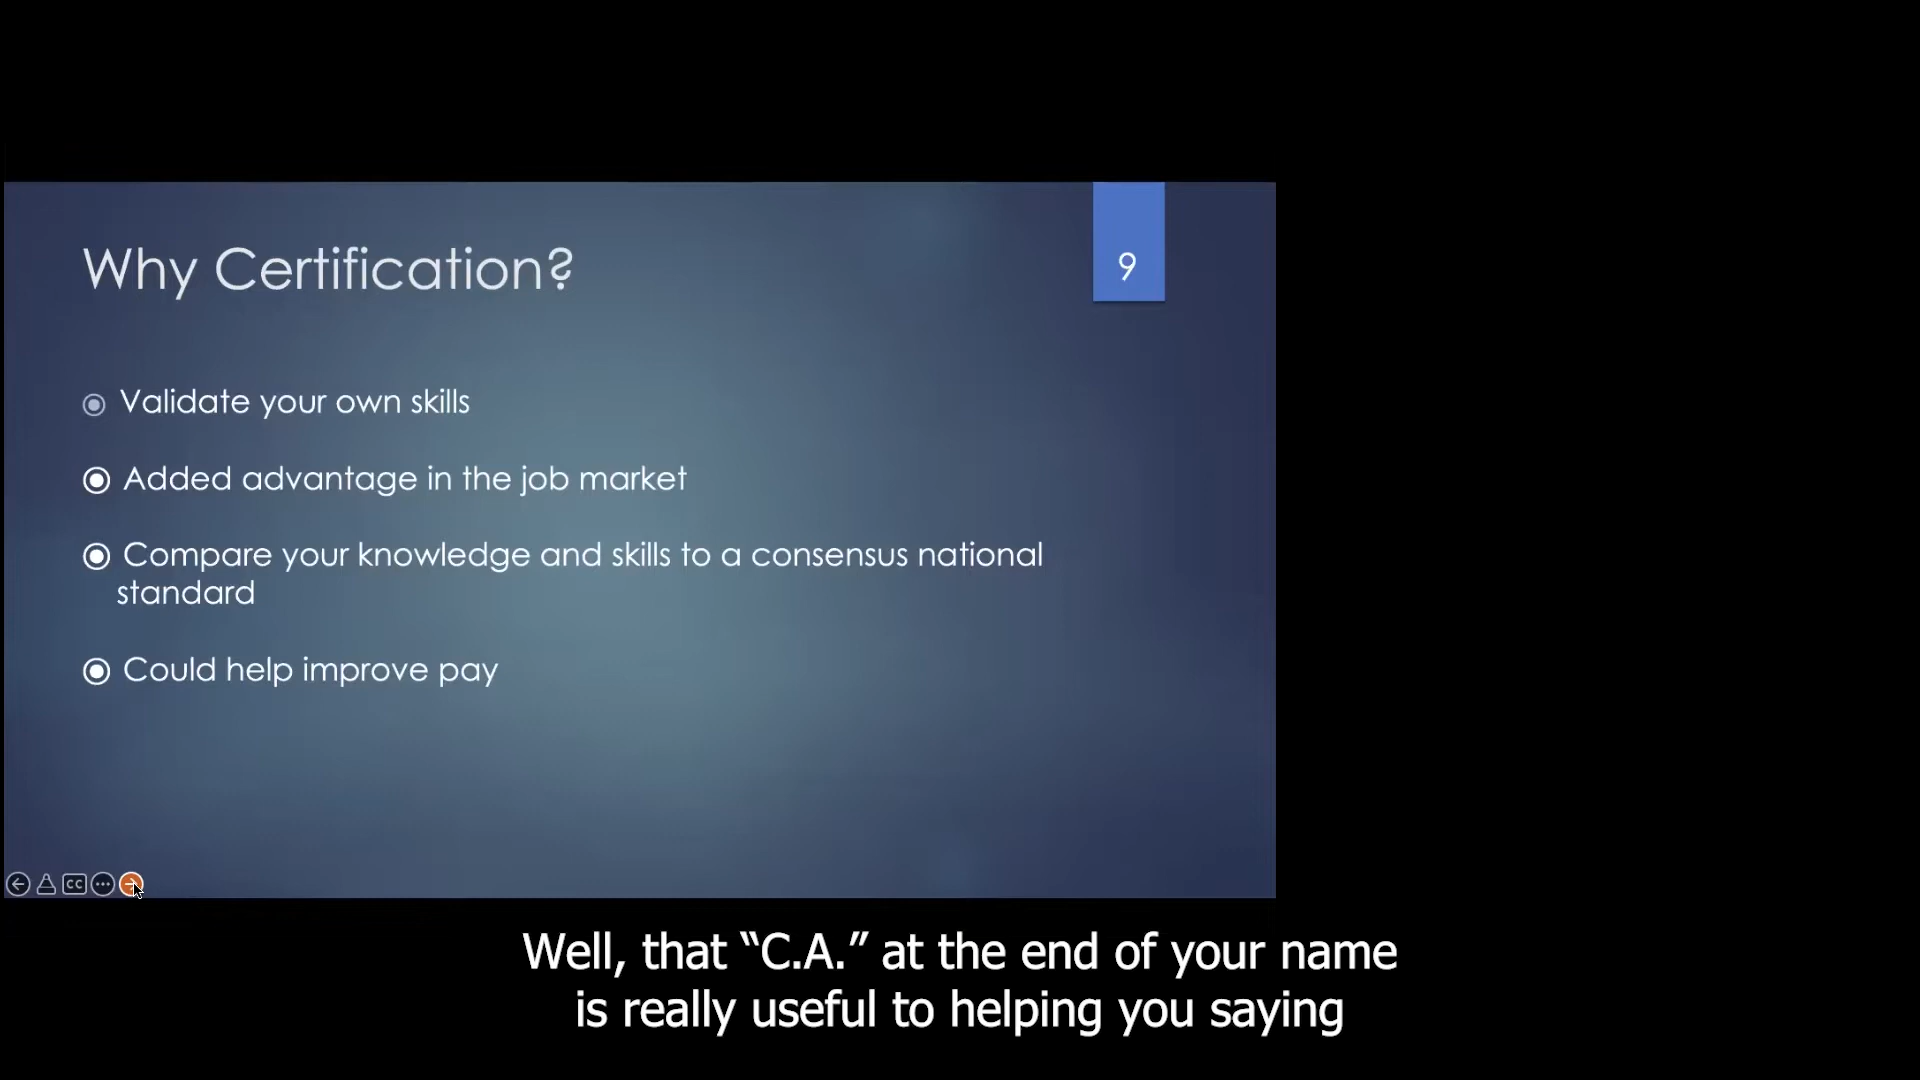 Why Certification?
9
Validate your own skills
Added advantage in the job market
Compare your knowledge and skills to a consensus national
standard
Could help improve pay
CC
Well, that “C.A.” at the end of your name
is really useful to helping you saying